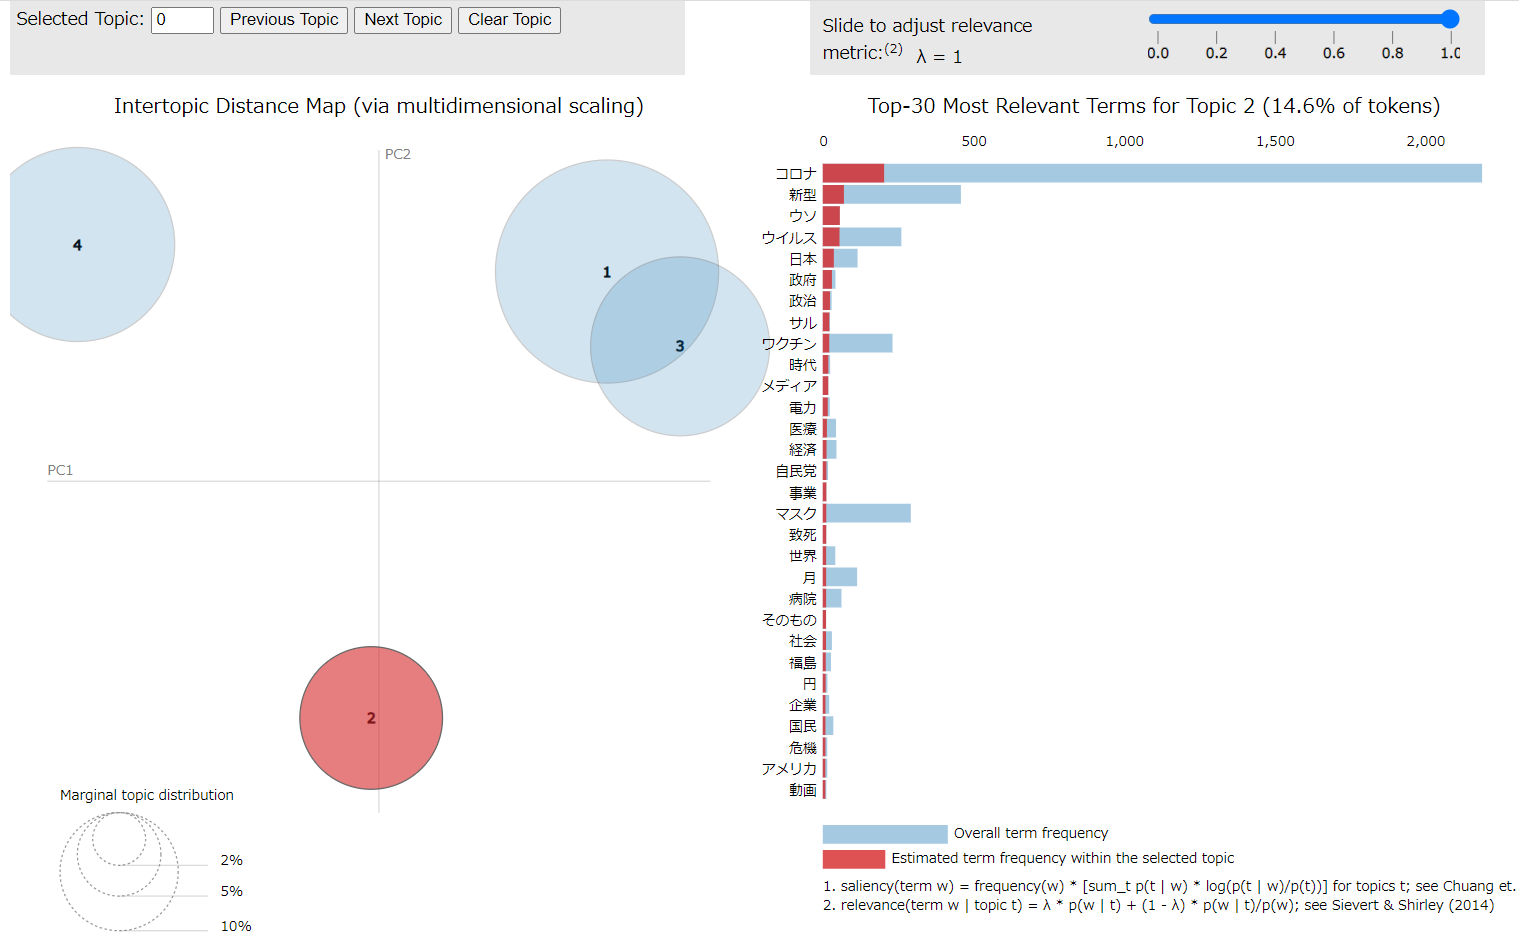 Selected Topic: 0 Previous Topic Next Topic Clear Topic
Slide to adjust relevance
metric:(2) λ = 1
0.0 0.2 0.4 0.6 0.8 1.0
Intertopic Distance Map (via multidimensional scaling)
PC2
4
1
3
PC1
2
Marginal topic distribution
2%
5%
10%
Top-30 Most Relevant Terms for Topic 2 (14.6% of tokens)
0 500 1,000 1,500 2,000
コロナ
新型
ウソ
ウイルス
日本
政府
政治
サル
ワクチン
時代
メディア
電力
医療
経済
自民党
事業
マスク
致死
世界
月
病院
そのもの
社会
福島
円
企業
国民
危機
アメリカ
動画
Overall term frequency
Estimated term frequency within the selected topic
1. saliency(term w) = frequency(w) * [sum_t p(t | w) * log(p(t | w)/p(t))] for topics t; see Chuang et.
2. relevance(term w | topic t) = λ * p(w | t) + (1 - λ) * p(w | t)/p(w); see Sievert & Shirley (2014)